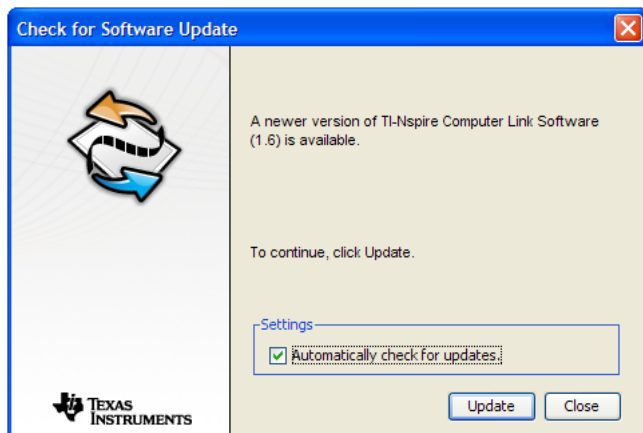 Check for Software Update
A newer version of TI-Nspire Computer Link Software
(1.6) is available.
To continue, click Update.
Settings
Automatically check for updates.
Update
Close
TEXAS
INSTRUMENTS